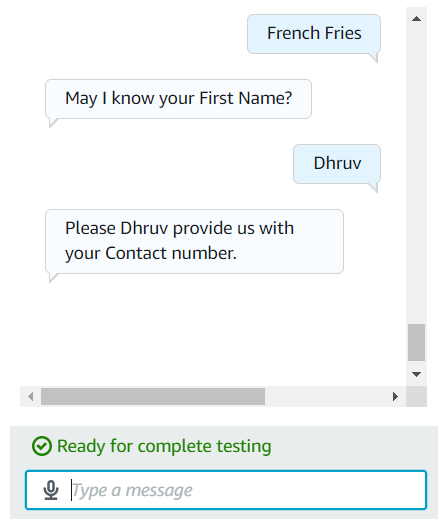 French Fries
May I know your First Name?
Dhruv
Please Dhruv provide us with
your Contact number.
Ready for complete testing
Type a message